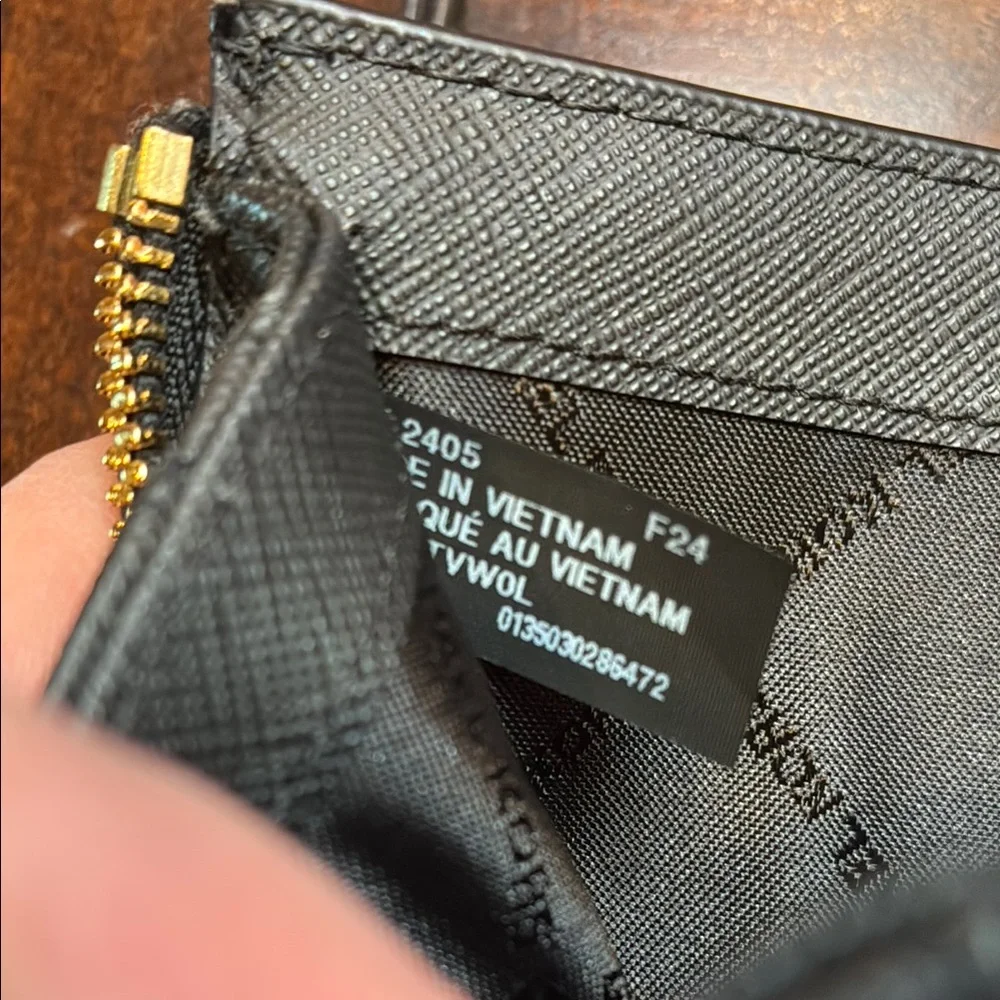 2405
E IN VIETNAM F24
QUÉ AU VIETNAM
TVW0L
0135030286472